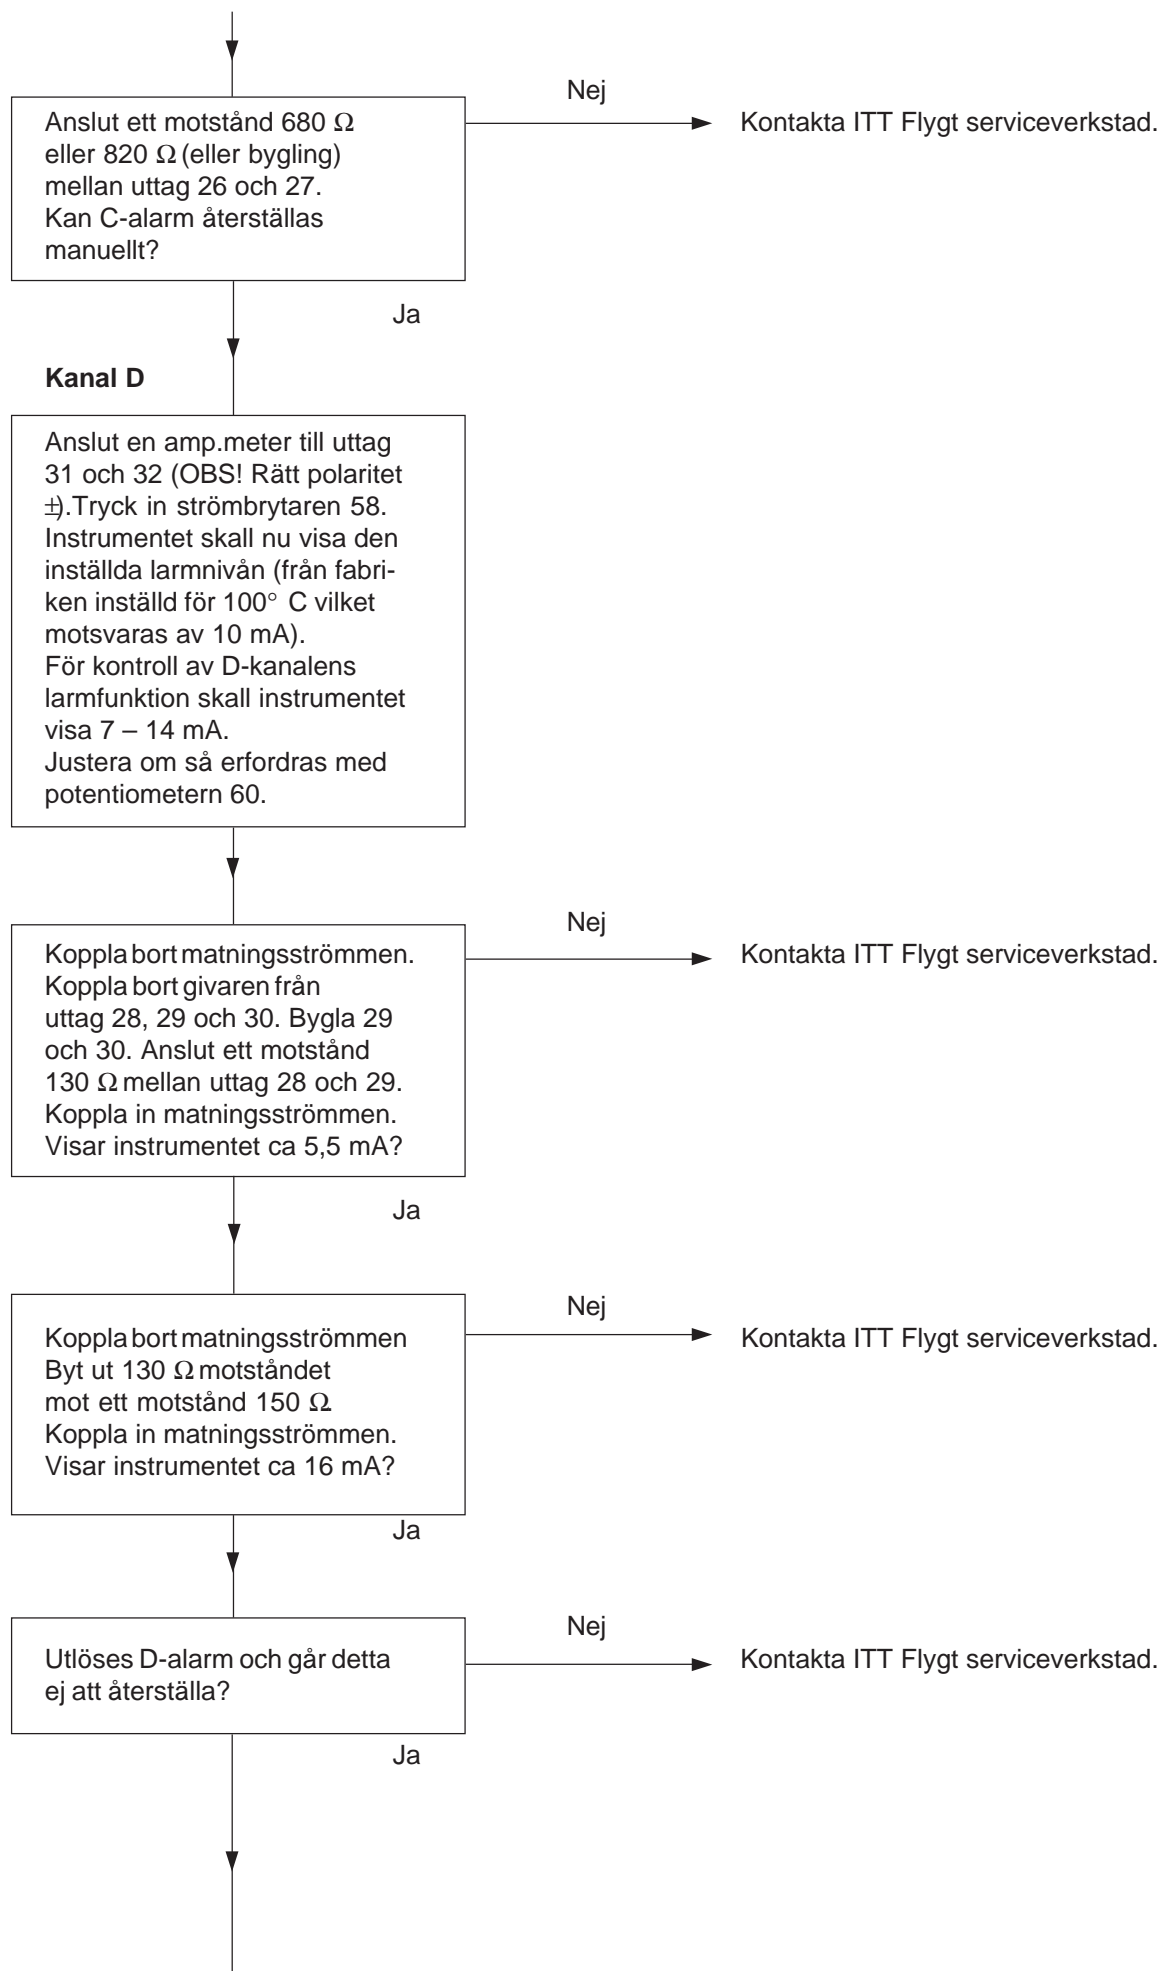 Nej
Anslut ett motstånd 680 Ω
eller 820 Ω (eller bygling)
mellan uttag 26 och 27.
Kan C-alarm återställas
manuellt?
Kontakta ITT Flygt serviceverkstad.
Ja
Kanal D
Anslut en amp.meter till uttag
31 och 32 (OBS! Rätt polaritet
±).Tryck in strömbrytaren 58.
Instrumentet skall nu visa den
inställda larmnivån (från fabri-
ken inställd för 100° C vilket
motsvaras av 10 mA).
För kontroll av D-kanalens
larmfunktion skall instrumentet
visa 7 – 14 mA.
Justera om så erfordras med
potentiometern 60.
Nej
Koppla bort matningsströmmen.
Koppla bort givaren från
uttag 28, 29 och 30. Bygla 29
och 30. Anslut ett motstånd
130 Ω mellan uttag 28 och 29.
Koppla in matningsströmmen.
Visar instrumentet ca 5,5 mA?
Kontakta ITT Flygt serviceverkstad.
Ja
Nej
Koppla bort matningsströmmen
Byt ut 130 Ω motståndet
mot ett motstånd 150 Ω.
Koppla in matningsströmmen.
Visar instrumentet ca 16 mA?
Kontakta ITT Flygt serviceverkstad.
Ja
Nej
Utlöses D-alarm och går detta
ej att återställa?
Kontakta ITT Flygt serviceverkstad.
Ja